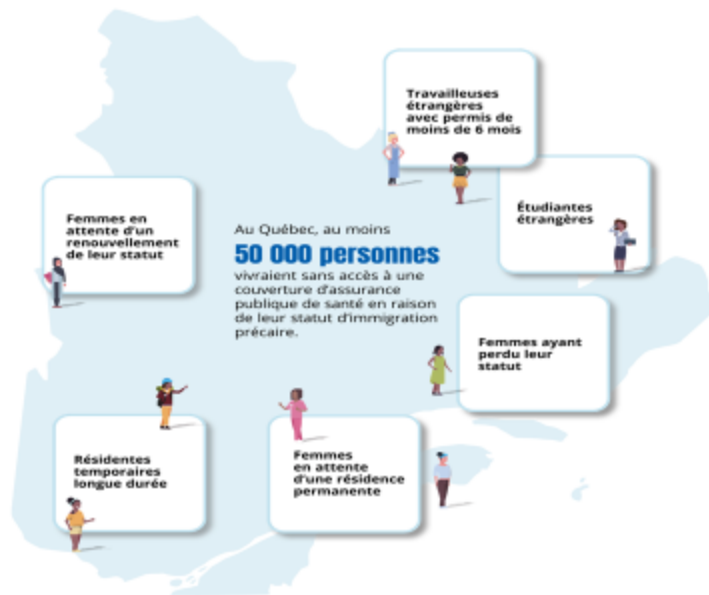 Travailleuses
étrangères
avec permis de
moins de 6 mois
Étudiantes
étrangères
Femmes en
attente d'un
renouvellement
de leur statut
Au Québec, au moins
50 000 personnes
vivraient sans accès à une
couverture d'assurance
publique de santé en raison
de leur statut d'immigration
précaire.
Femmes ayant
perdu leur
statut
Résidentes
temporaires
longue durée
Femmes
en attente
d'une résidence
permanente